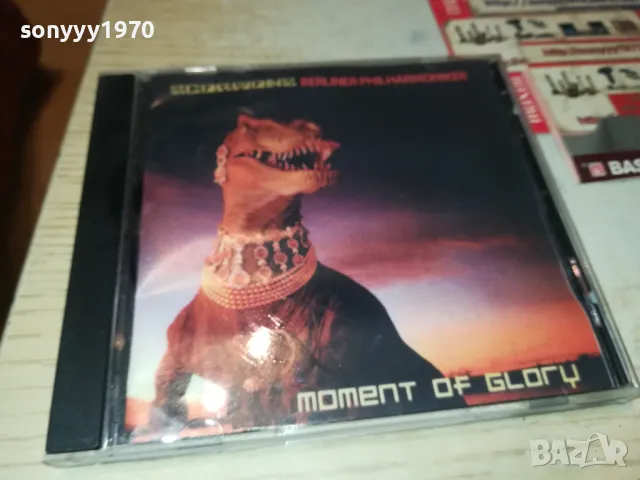 sonyyy1970
SCORPIONS BERLINER PHILHARMONIKER
BAS
MOMENT OF GLORY
BAZAR